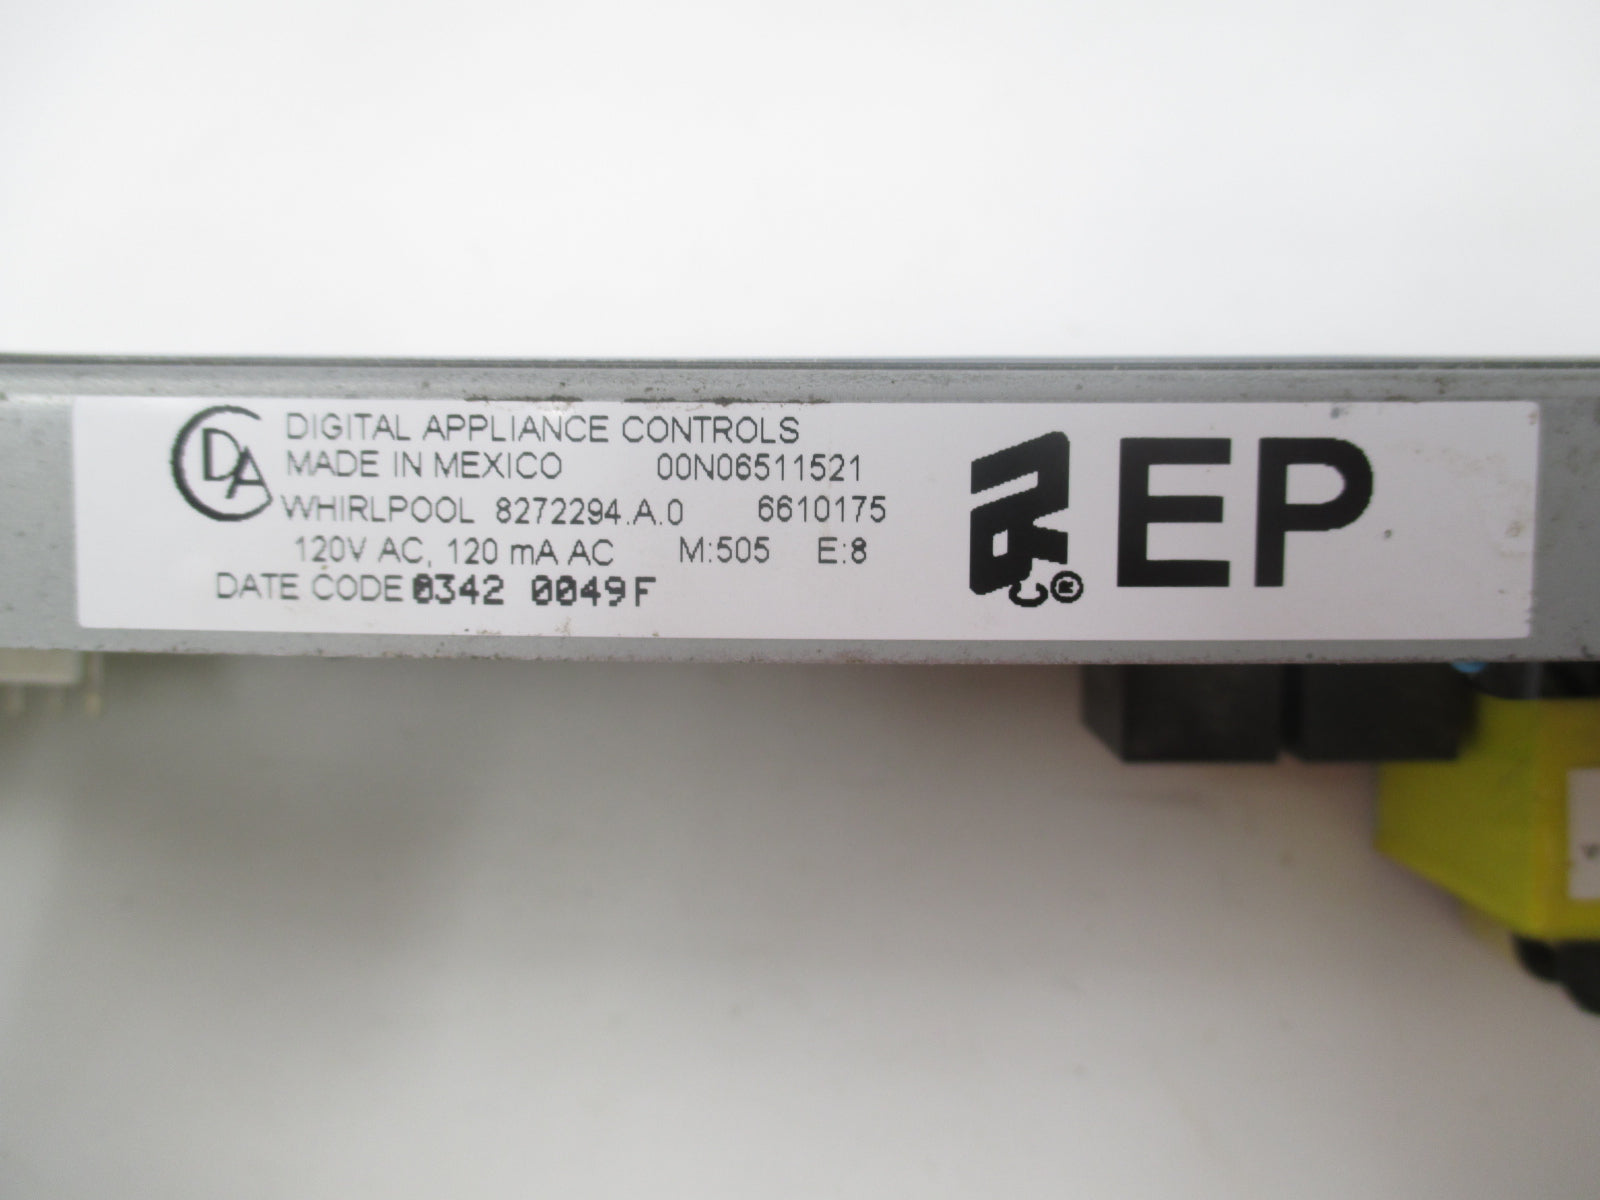 DIGITAL APPLIANCE CONTROLS
MADE IN MEXICO 00N06511521
WHIRLPOOL 8272294.A.0 6610175
120V AC, 120 mA AC M:505 E:8
DATE CODE 0342 0049F
CDA
EP
®